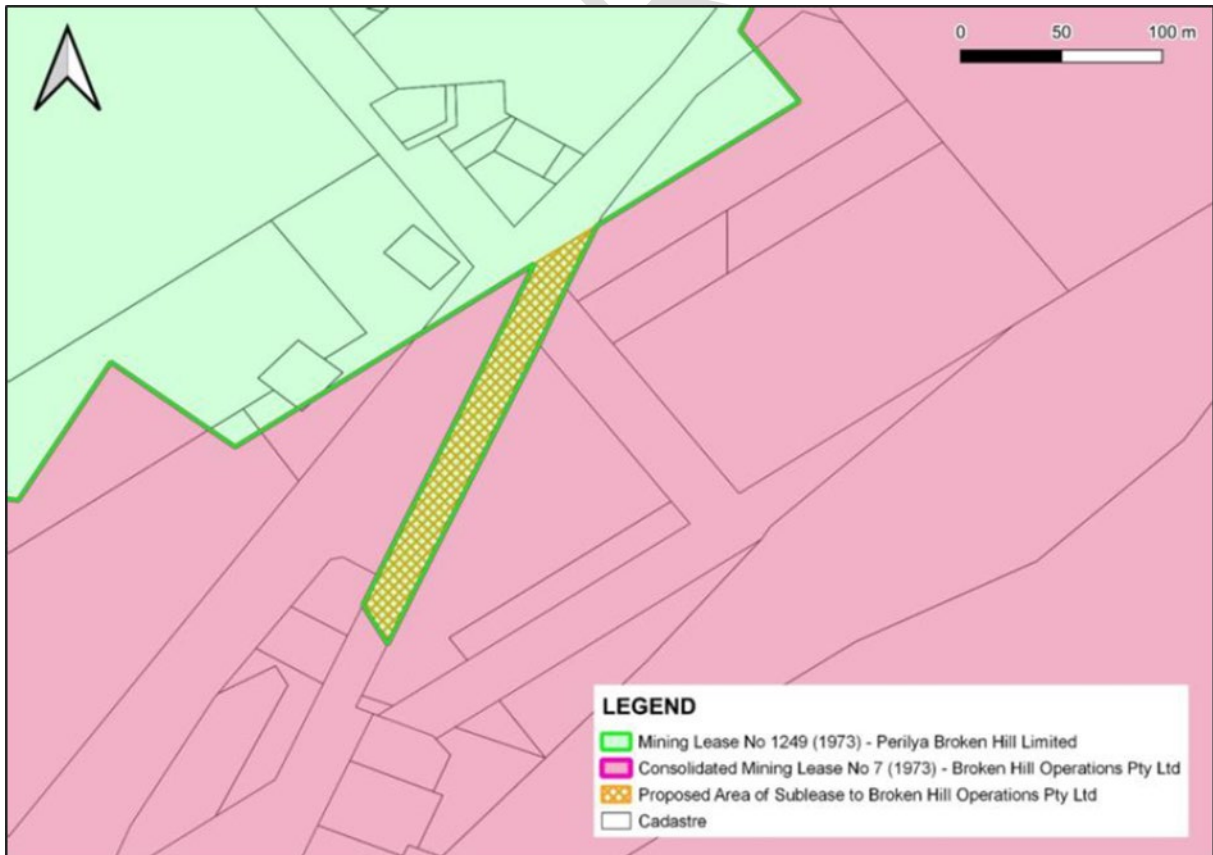 0 50 100 m
LEGEND
Mining Lease No 1249 (1973) - Perilya Broken Hill Limited
Consolidated Mining Lease No 7 (1973) - Broken Hill Operations Pty Ltd
Proposed Area of Sublease to Broken Hill Operations Pty Ltd
Cadastre